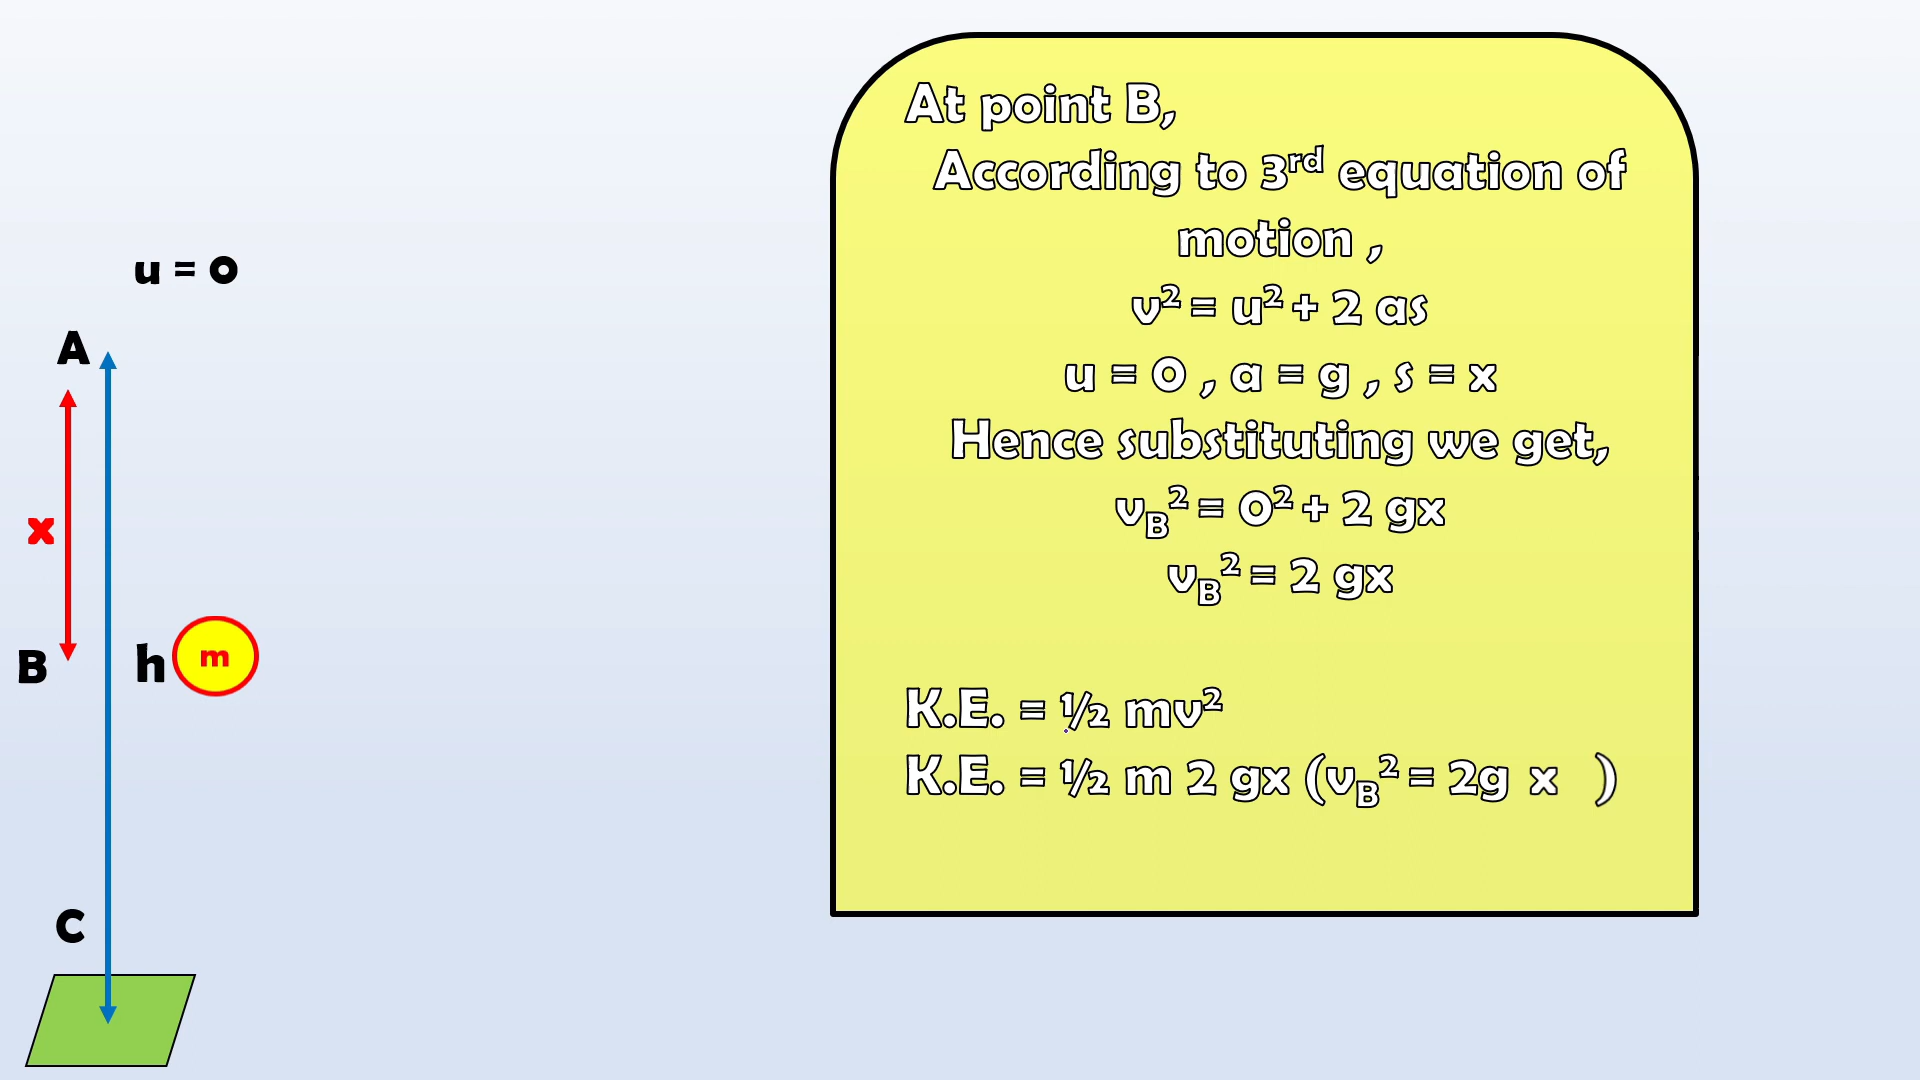 u = 0
A
x
B
h
m
C
At point B,
According to 3rd equation of
motion ,
v² = u² + 2 as
u = 0 , a = g , s = x
Hence substituting we get,
vB² = 0² + 2 gx
vB² = 2 gx
K.E. = ½ mv²
K.E. = ½ m 2 gx (vB² = 2g x )